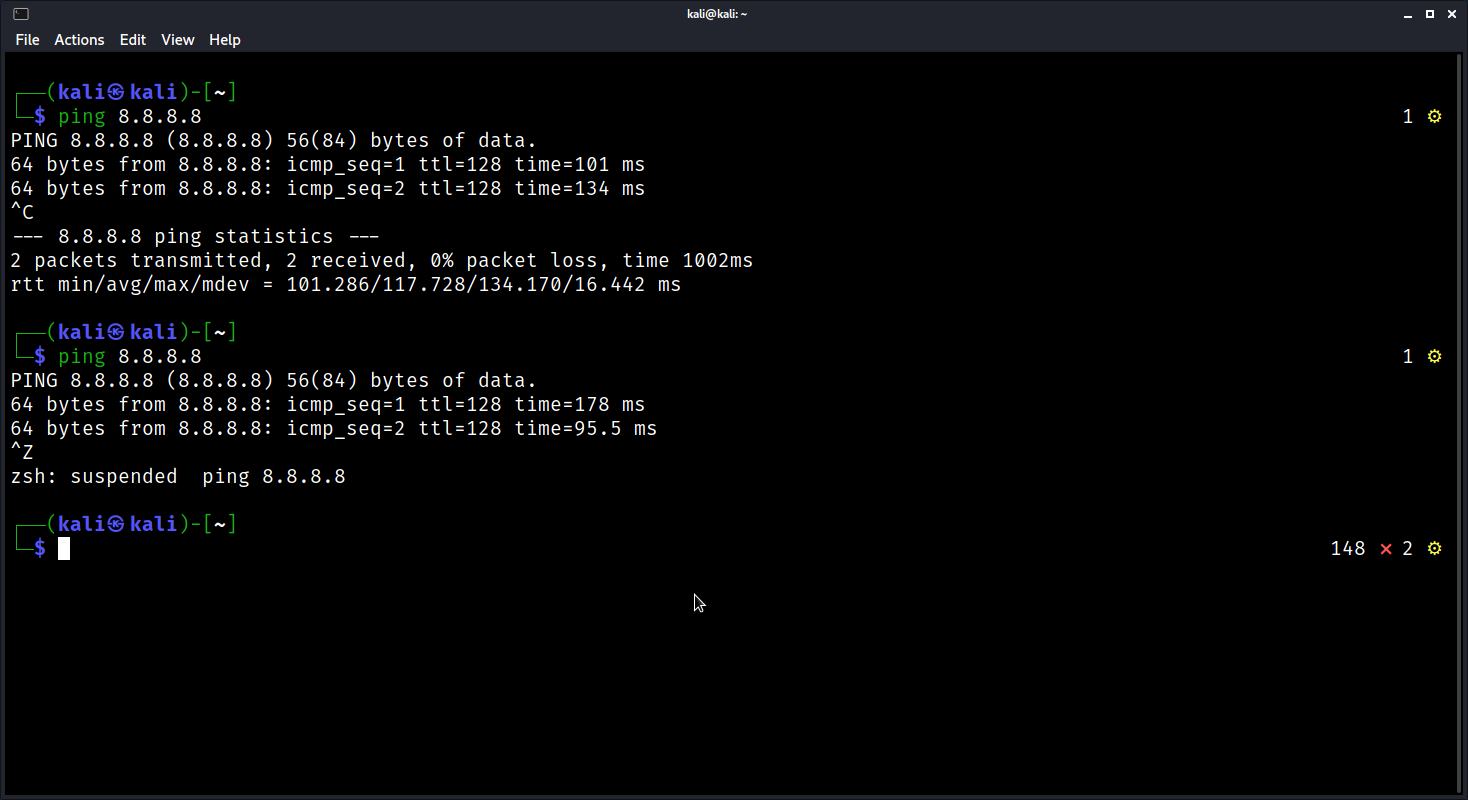 kali@kali: ~
File Actions Edit View Help
┌──(kali㉿kali)-[~]
└─$ ping 8.8.8.8 1 ⚙
PING 8.8.8.8 (8.8.8.8) 56(84) bytes of data.
64 bytes from 8.8.8.8: icmp_seq=1 ttl=128 time=101 ms
64 bytes from 8.8.8.8: icmp_seq=2 ttl=128 time=134 ms
^C
--- 8.8.8.8 ping statistics ---
2 packets transmitted, 2 received, 0% packet loss, time 1002ms
rtt min/avg/max/mdev = 101.286/117.728/134.170/16.442 ms
┌──(kali㉿kali)-[~]
└─$ ping 8.8.8.8 1 ⚙
PING 8.8.8.8 (8.8.8.8) 56(84) bytes of data.
64 bytes from 8.8.8.8: icmp_seq=1 ttl=128 time=178 ms
64 bytes from 8.8.8.8: icmp_seq=2 ttl=128 time=95.5 ms
^Z
zsh: suspended  ping 8.8.8.8
┌──(kali㉿kali)-[~]
└─$ 148 ⨯ 2 ⚙